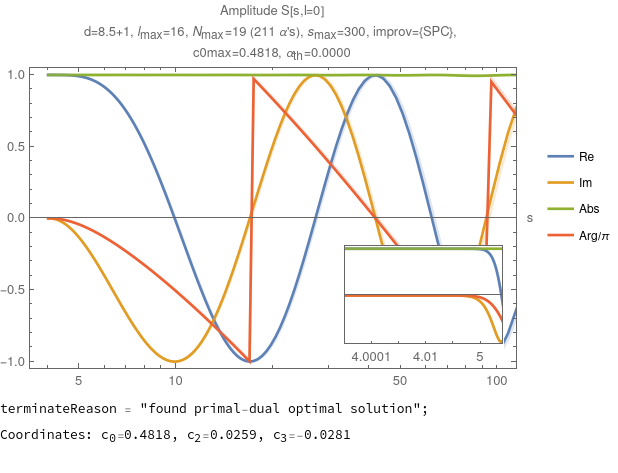 Amplitude S[s,l=0]
d=8.5+1, lmax=16, Nmax=19 (211 α's), smax=300, improv={SPC},
c0max=0.4818, αth=0.0000
1.0
0.5
0.0
−0.5
−1.0
s
Re
Im
Abs
Arg/π
4.0001 4.01 5
5 10 50 100
terminateReason = "found primal-dual optimal solution";
Coordinates: c0=0.4818, c2=0.0259, c3=-0.0281